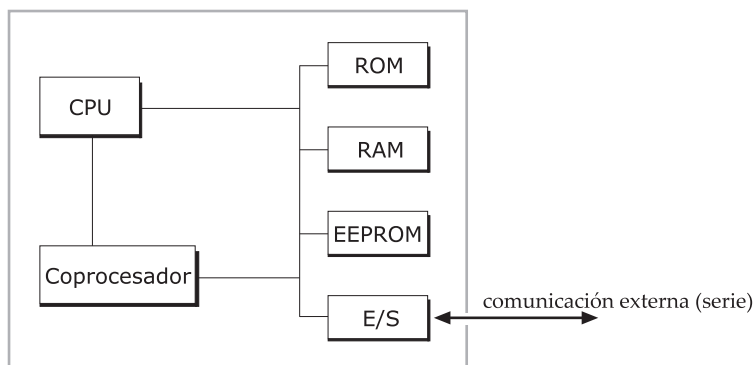 ROM
CPU
RAM
EEPROM
Coprocesador
E/S
comunicación externa (serie)